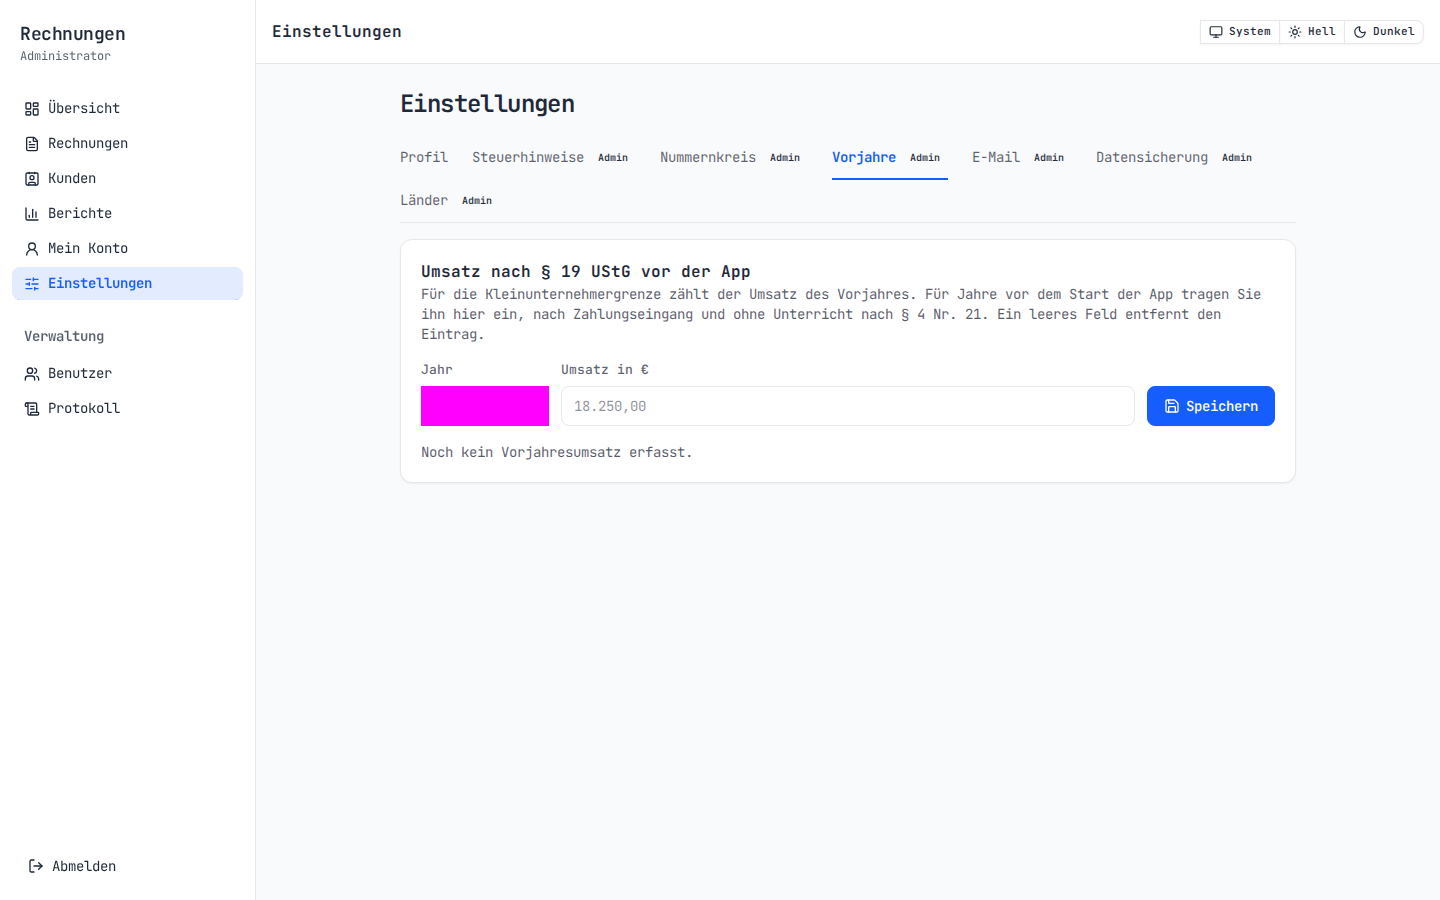 Rechnungen
Administrator
Übersicht
Rechnungen
Kunden
Berichte
Mein Konto
Einstellungen
Verwaltung
Benutzer
Protokoll
Abmelden
Einstellungen
System
Hell
Dunkel
Einstellungen
Profil
Steuerhinweise Admin
Nummernkreis Admin
Vorjahre Admin
E-Mail Admin
Datensicherung Admin
Länder Admin
Umsatz nach § 19 UStG vor der App
Für die Kleinunternehmergrenze zählt der Umsatz des Vorjahres. Für Jahre vor dem Start der App tragen Sie
ihn hier ein, nach Zahlungseingang und ohne Unterricht nach § 4 Nr. 21. Ein leeres Feld entfernt den
Eintrag.
Jahr
Umsatz in €
18.250,00
Speichern
Noch kein Vorjahresumsatz erfasst.